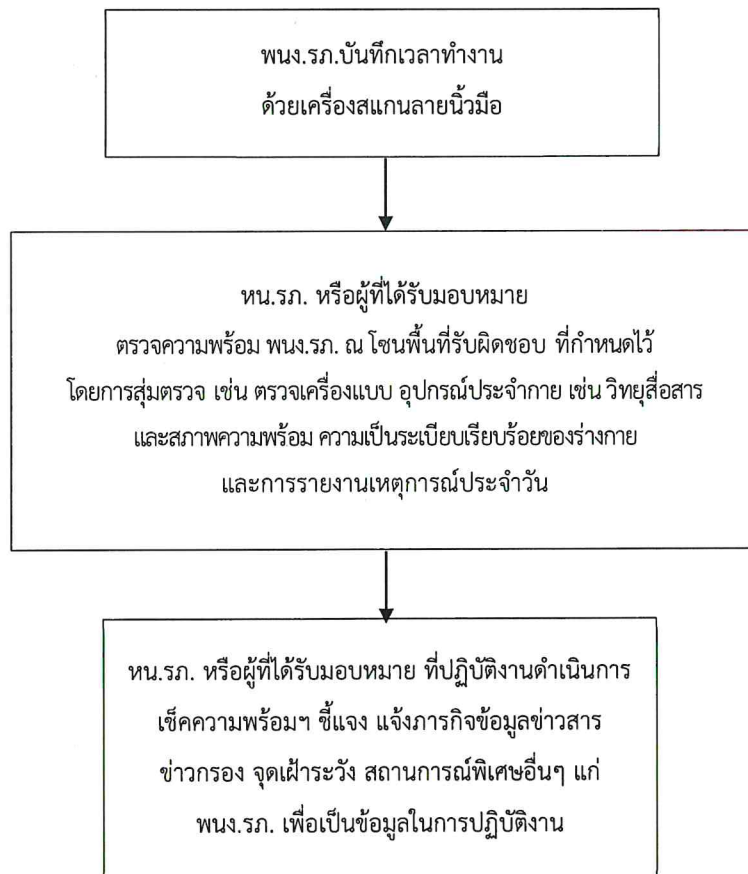 พนง.รภ.บันทึกเวลาทำงาน
ด้วยเครื่องสแกนลายนิ้วมือ
หน.รภ. หรือผู้ที่ได้รับมอบหมาย
ตรวจความพร้อม พนง.รภ. ณ โซนพื้นที่รับผิดชอบ ที่กำหนดไว้
โดยการสุ่มตรวจ เช่น ตรวจเครื่องแบบ อุปกรณ์ประจำกาย เช่น วิทยุสื่อสาร
และสภาพความพร้อม ความเป็นระเบียบเรียบร้อยของร่างกาย
และการรายงานเหตุการณ์ประจำวัน
หน.รภ. หรือผู้ที่ได้รับมอบหมาย ที่ปฏิบัติงานดำเนินการ
เช็คความพร้อมฯ ชี้แจง แจ้งภารกิจข้อมูลข่าวสาร
ข่าวกรอง จุดเฝ้าระวัง สถานการณ์พิเศษอื่นๆ แก่
พนง.รภ. เพื่อเป็นข้อมูลในการปฏิบัติงาน